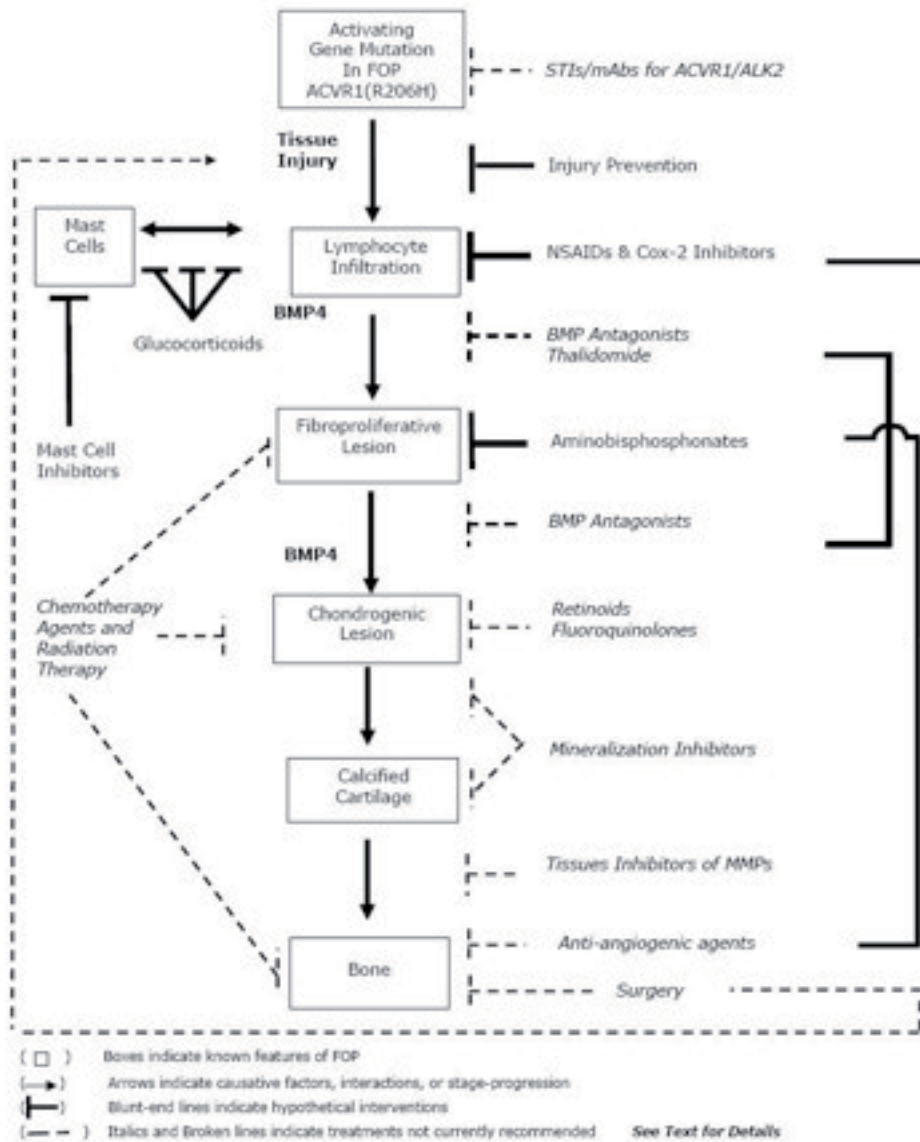 Activating
Gene Mutation
In FOP
ACVR1(R206H)
STIs/mAbs for ACVR1/ALK2
Tissue
Injury
Injury Prevention
Mast
Cells
Lymphocyte
Infiltration
NSAIDs & Cox-2 Inhibitors
BMP4
Glucocorticoids
BMP Antagonists
Thalidomide
Fibroproliferative
Lesion
Aminobisphosphonates
Mast Cell
Inhibitors
BMP Antagonists
BMP4
Chemotherapy
Agents and
Radiation
Therapy
Chondrogenic
Lesion
Retinoids
Fluoroquinolones
Mineralization Inhibitors
Calcified
Cartilage
Tissues Inhibitors of MMPs
Anti-angiogenic agents
Bone
Surgery
Boxes indicate known features of FOP
Arrows indicate causative factors, interactions, or stage-progression
Blunt-end lines indicate hypothetical interventions
Italics and Broken lines indicate treatments not currently recommended See Text for Details